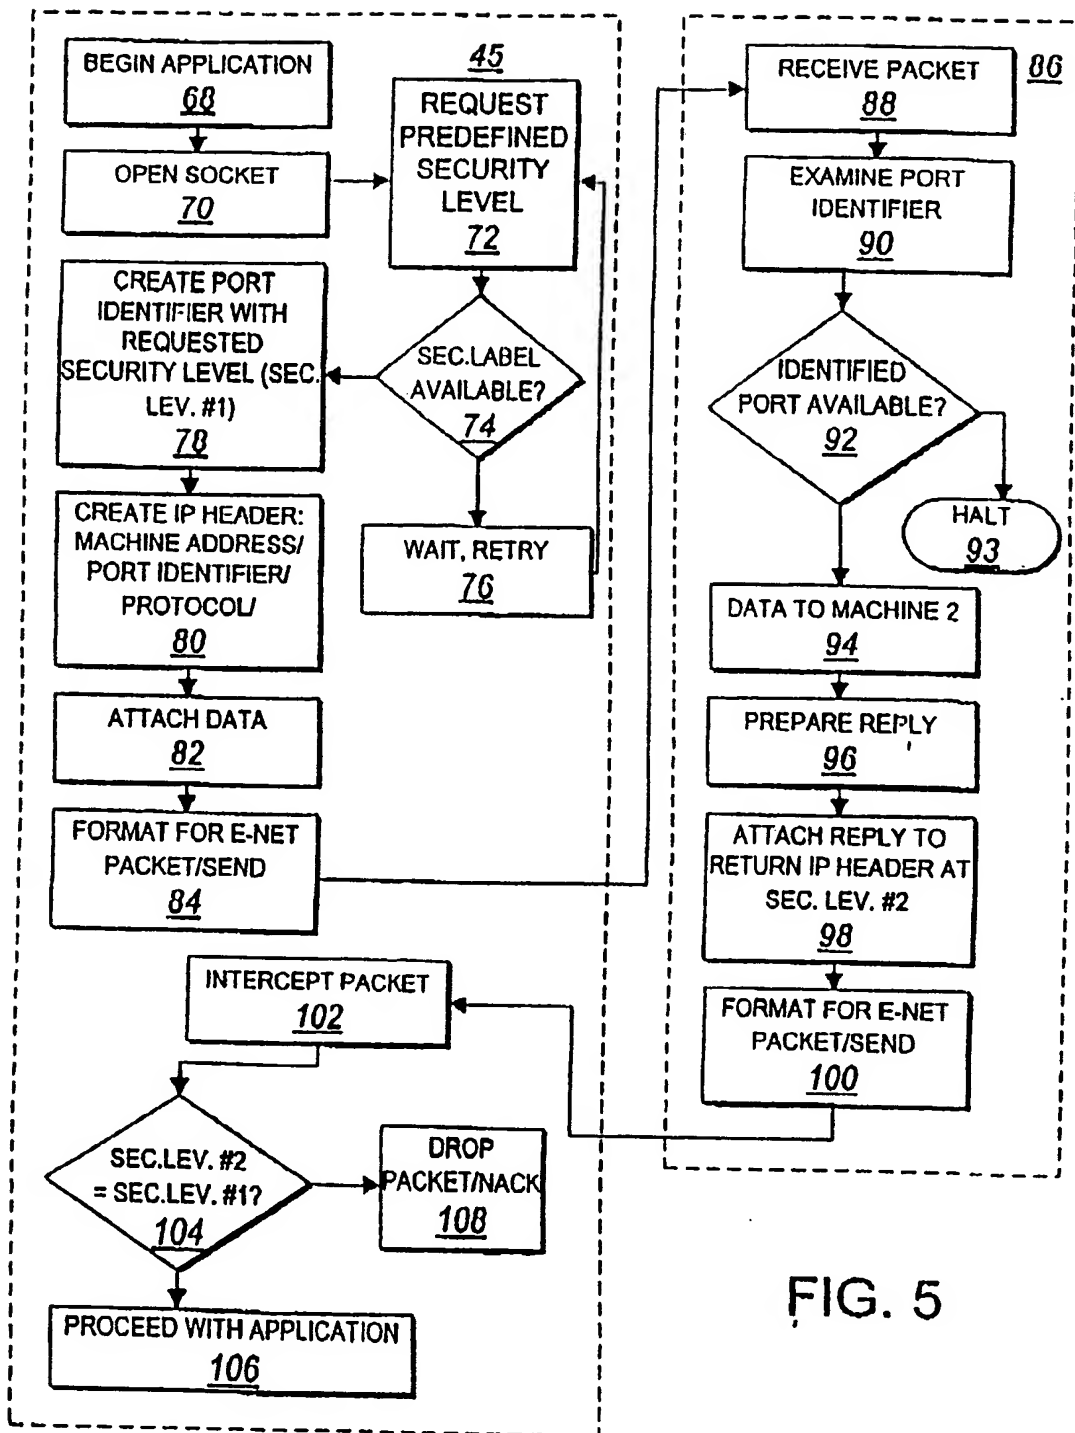 BEGIN APPLICATION
68
OPEN SOCKET
70
45
REQUEST
PREDEFINED
SECURITY
LEVEL
72
SEC.LABEL
AVAILABLE?
74
WAIT, RETRY
76
CREATE PORT
IDENTIFIER WITH
REQUESTED
SECURITY LEVEL (SEC.
LEV. #1)
78
CREATE IP HEADER:
MACHINE ADDRESS/
PORT IDENTIFIER/
PROTOCOL/
80
ATTACH DATA
82
FORMAT FOR E-NET
PACKET/SEND
84
86
RECEIVE PACKET
88
EXAMINE PORT
IDENTIFIER
90
IDENTIFIED
PORT AVAILABLE?
92
HALT
93
DATA TO MACHINE 2
94
PREPARE REPLY
96
ATTACH REPLY TO
RETURN IP HEADER AT
SEC. LEV. #2
98
FORMAT FOR E-NET
PACKET/SEND
100
INTERCEPT PACKET
102
SEC.LEV. #2
= SEC.LEV. #1?
104
DROP
PACKET/NACK
108
PROCEED WITH APPLICATION
106
FIG. 5